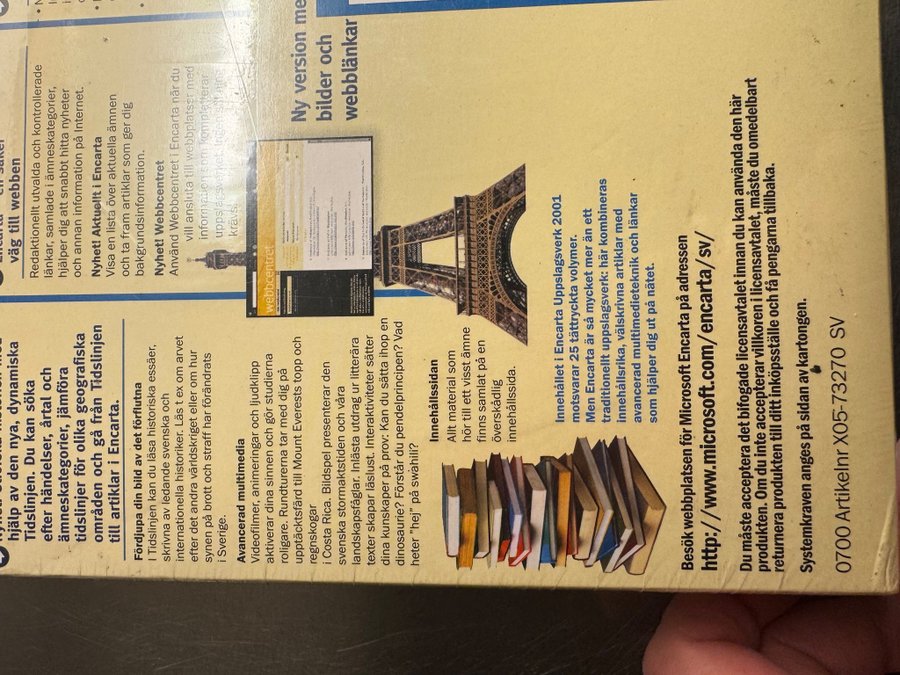 hjälp av den nya, dynamiska
Tidslinjen. Du kan söka
efter händelser, årtal och
ämneskategorier, jämföra
tidslinjer för olika geografiska
områden och gå från Tidslinjen
till artiklar i Encarta.
Fördjupa din bild av det förflutna
I Tidslinjen kan du läsa historiska essäer,
skrivna av ledande svenska och
internationella historiker. Läs t ex om arvet
efter det andra världskriget eller om hur
synen på brott och straff har förändrats
i Sverige.
Avancerad multimedia
Videofilmer, animeringar och ljudklipp
aktiverar dina sinnen och gör studierna
roligare. Rundturerna tar med dig på
upptäcktsfärd till Mount Everests topp och
regnskogar
i Costa Rica. Bildspel presenterar den
svenska stormaktstiden och våra
landskapsfåglar. Inlästa utdrag ur litterära
texter skapar läslust. Interaktiviteter sätter
dina kunskaper på prov: Kan du sätta ihop en
dinosaurie? Förstår du pendelprincipen? Vad
heter "hej" på swahili?
Innehållssidan
Allt material som
hör till ett visst ämne
finns samlat på en
överskådlig
innehållssida.
väg till webben
Redaktionellt utvalda och kontrollerade
länkar, samlade i ämneskategorier,
hjälper dig att snabbt hitta nyheter
och annan information på Internet.
Nyhet! Aktuellt i Encarta
Visa en lista över aktuella ämnen
och ta fram artiklar som ger dig
bakgrundsinformation.
Nyhet! Webbcentret
Använd Webbcentret i Encarta när du
vill ansluta till webbplatser med
information som kompletterar
krävs.
webbcentret
Ny version me
bilder och
webblänkar
Innehållet i Encarta Uppslagsverk 2001
motsvarar 25 tättryckta volymer.
Men Encarta är så mycket mer än ett
traditionellt uppslagsverk: här kombineras
innehållsrika, välskrivna artiklar med
avancerad multimedieteknik och länkar
som hjälper dig ut på nätet.
Besök webbplatsen för Microsoft Encarta på adressen
http://www.microsoft.com/encarta/sv/
Du måste acceptera det bifogade licensavtalet innan du kan använda den här
produkten. Om du inte accepterar villkoren i licensavtalet, måste du omedelbart
returnera produkten till ditt inköpsställe och få pengarna tillbaka
Systemkraven anges på sidan av kartongen.
0700 Artikelnr X05-73270 SV